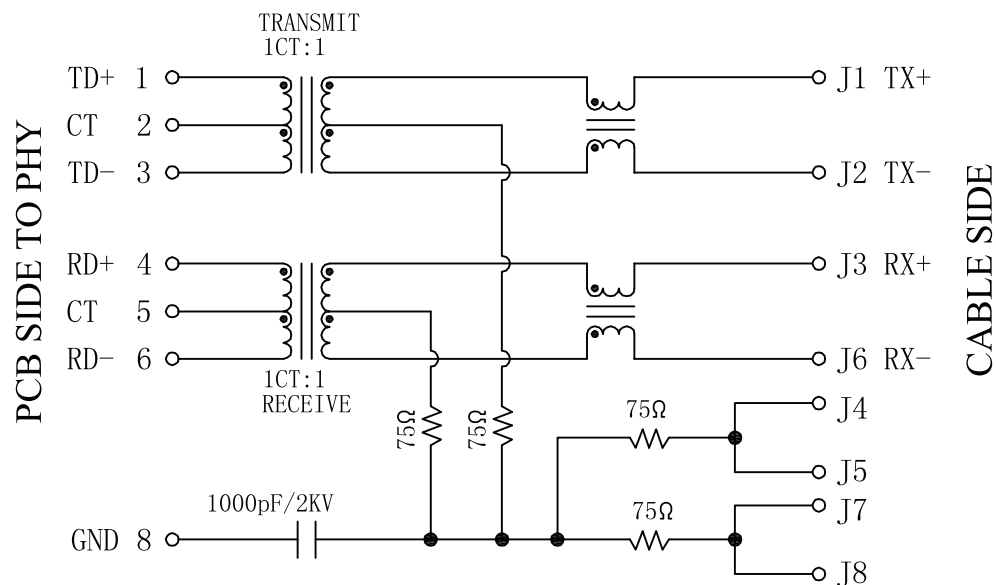 TRANSMIT
1CT:1
TD+ 1
CT 2
TD- 3
J1 TX+
J2 TX-
PCB SIDE TO PHY
CABLE SIDE
RD+ 4
CT 5
RD- 6
J3 RX+
J6 RX-
1CT:1
RECEIVE
75Ω
75Ω
75Ω
J4
J5
1000pF/2KV
GND 8
75Ω
J7
J8